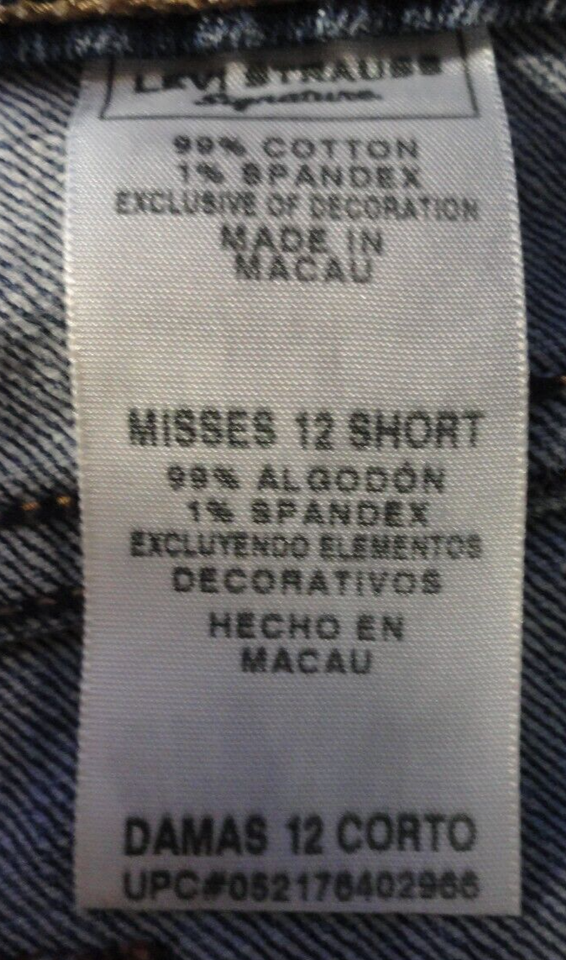 LEVI STRAUSS
Signature
99% COTTON
1% SPANDEX
EXCLUSIVE OF DECORATION
MADE IN
MACAU
MISSES 12 SHORT
99% ALGODÓN
1% SPANDEX
EXCLUYENDO ELEMENTOS
DECORATIVOS
HECHO EN
MACAU
DAMAS 12 CORTO
UPC#052176402966